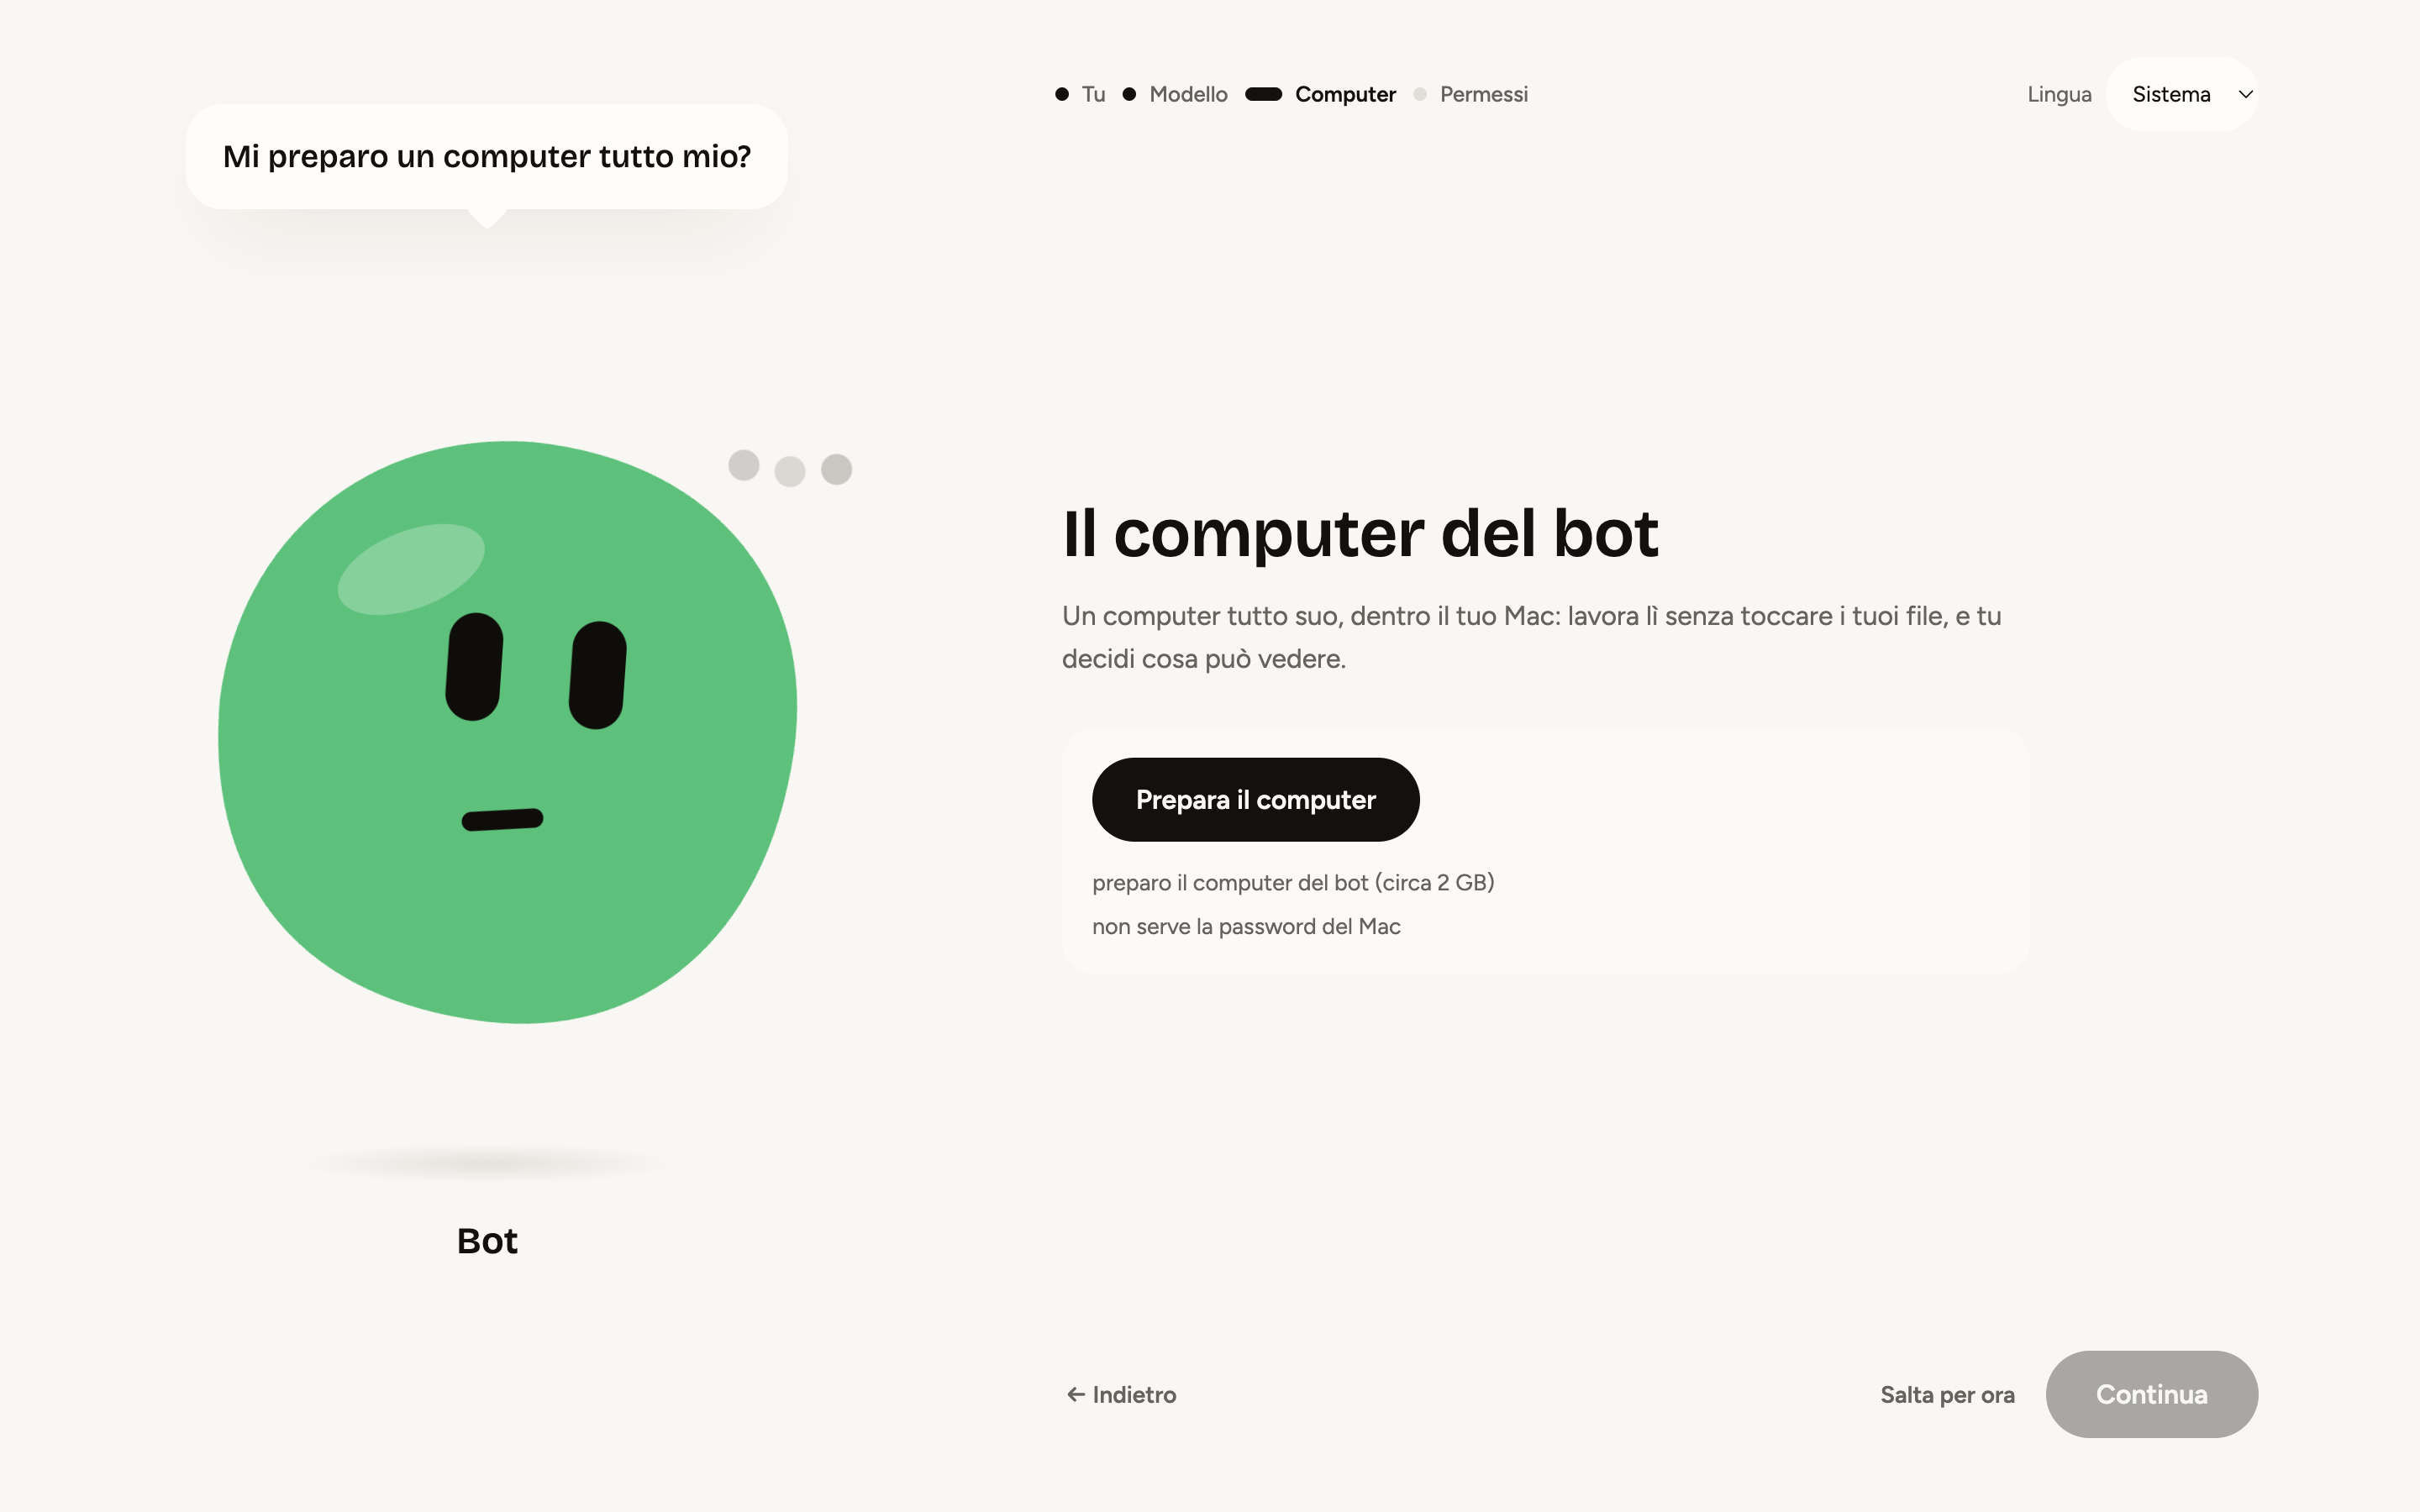 Mi preparo un computer tutto mio?
Bot
Tu
Modello
Computer
Permessi
Lingua
Sistema
Il computer del bot
Un computer tutto suo, dentro il tuo Mac: lavora lì senza toccare i tuoi file, e tu
decidi cosa può vedere.
Prepara il computer
preparo il computer del bot (circa 2 GB)
non serve la password del Mac
← Indietro
Salta per ora
Continua